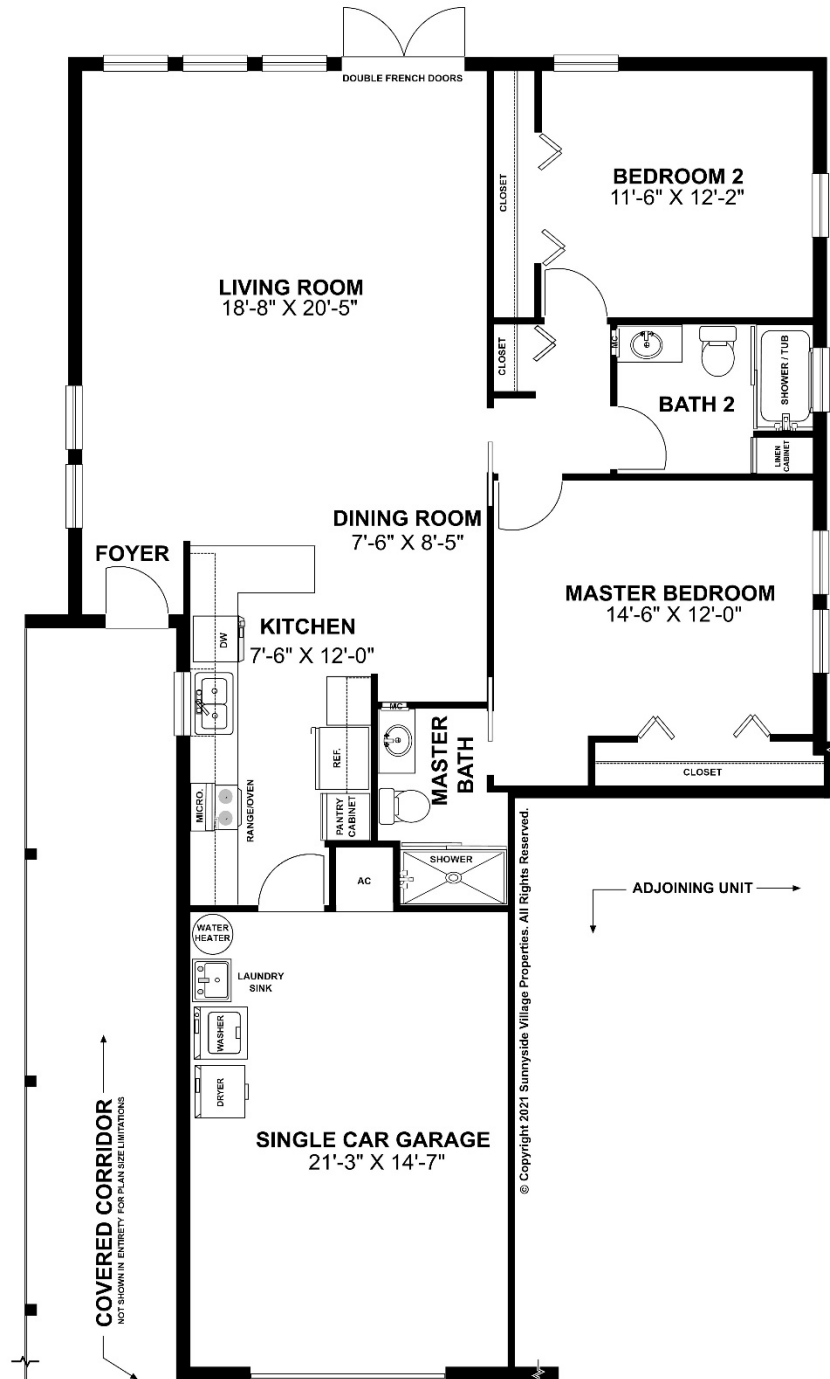 DOUBLE FRENCH DOORS
CLOSET
BEDROOM 2
11'-6" X 12'-2"
LIVING ROOM
18'-8" X 20'-5"
CLOSET
MC
SHOWER / TUB
BATH 2
LINEN
CABINET
DINING ROOM
7'-6" X 8'-5"
FOYER
MASTER BEDROOM
14'-6" X 12'-0"
DW
KITCHEN
7'-6" X 12'-0"
MC
MASTER
BATH
REF.
CLOSET
MICRO.
RANGE/OVEN
PANTRY
CABINET
SHOWER
AC
ADJOINING UNIT
WATER
HEATER
LAUNDRY
SINK
WASHER
DRYER
© Copyright 2021 Sunnyside Village Properties. All Rights Reserved.
SINGLE CAR GARAGE
21'-3" X 14'-7"
COVERED CORRIDOR
NOT SHOWN IN ENTIRETY FOR PLAN SIZE LIMITATIONS